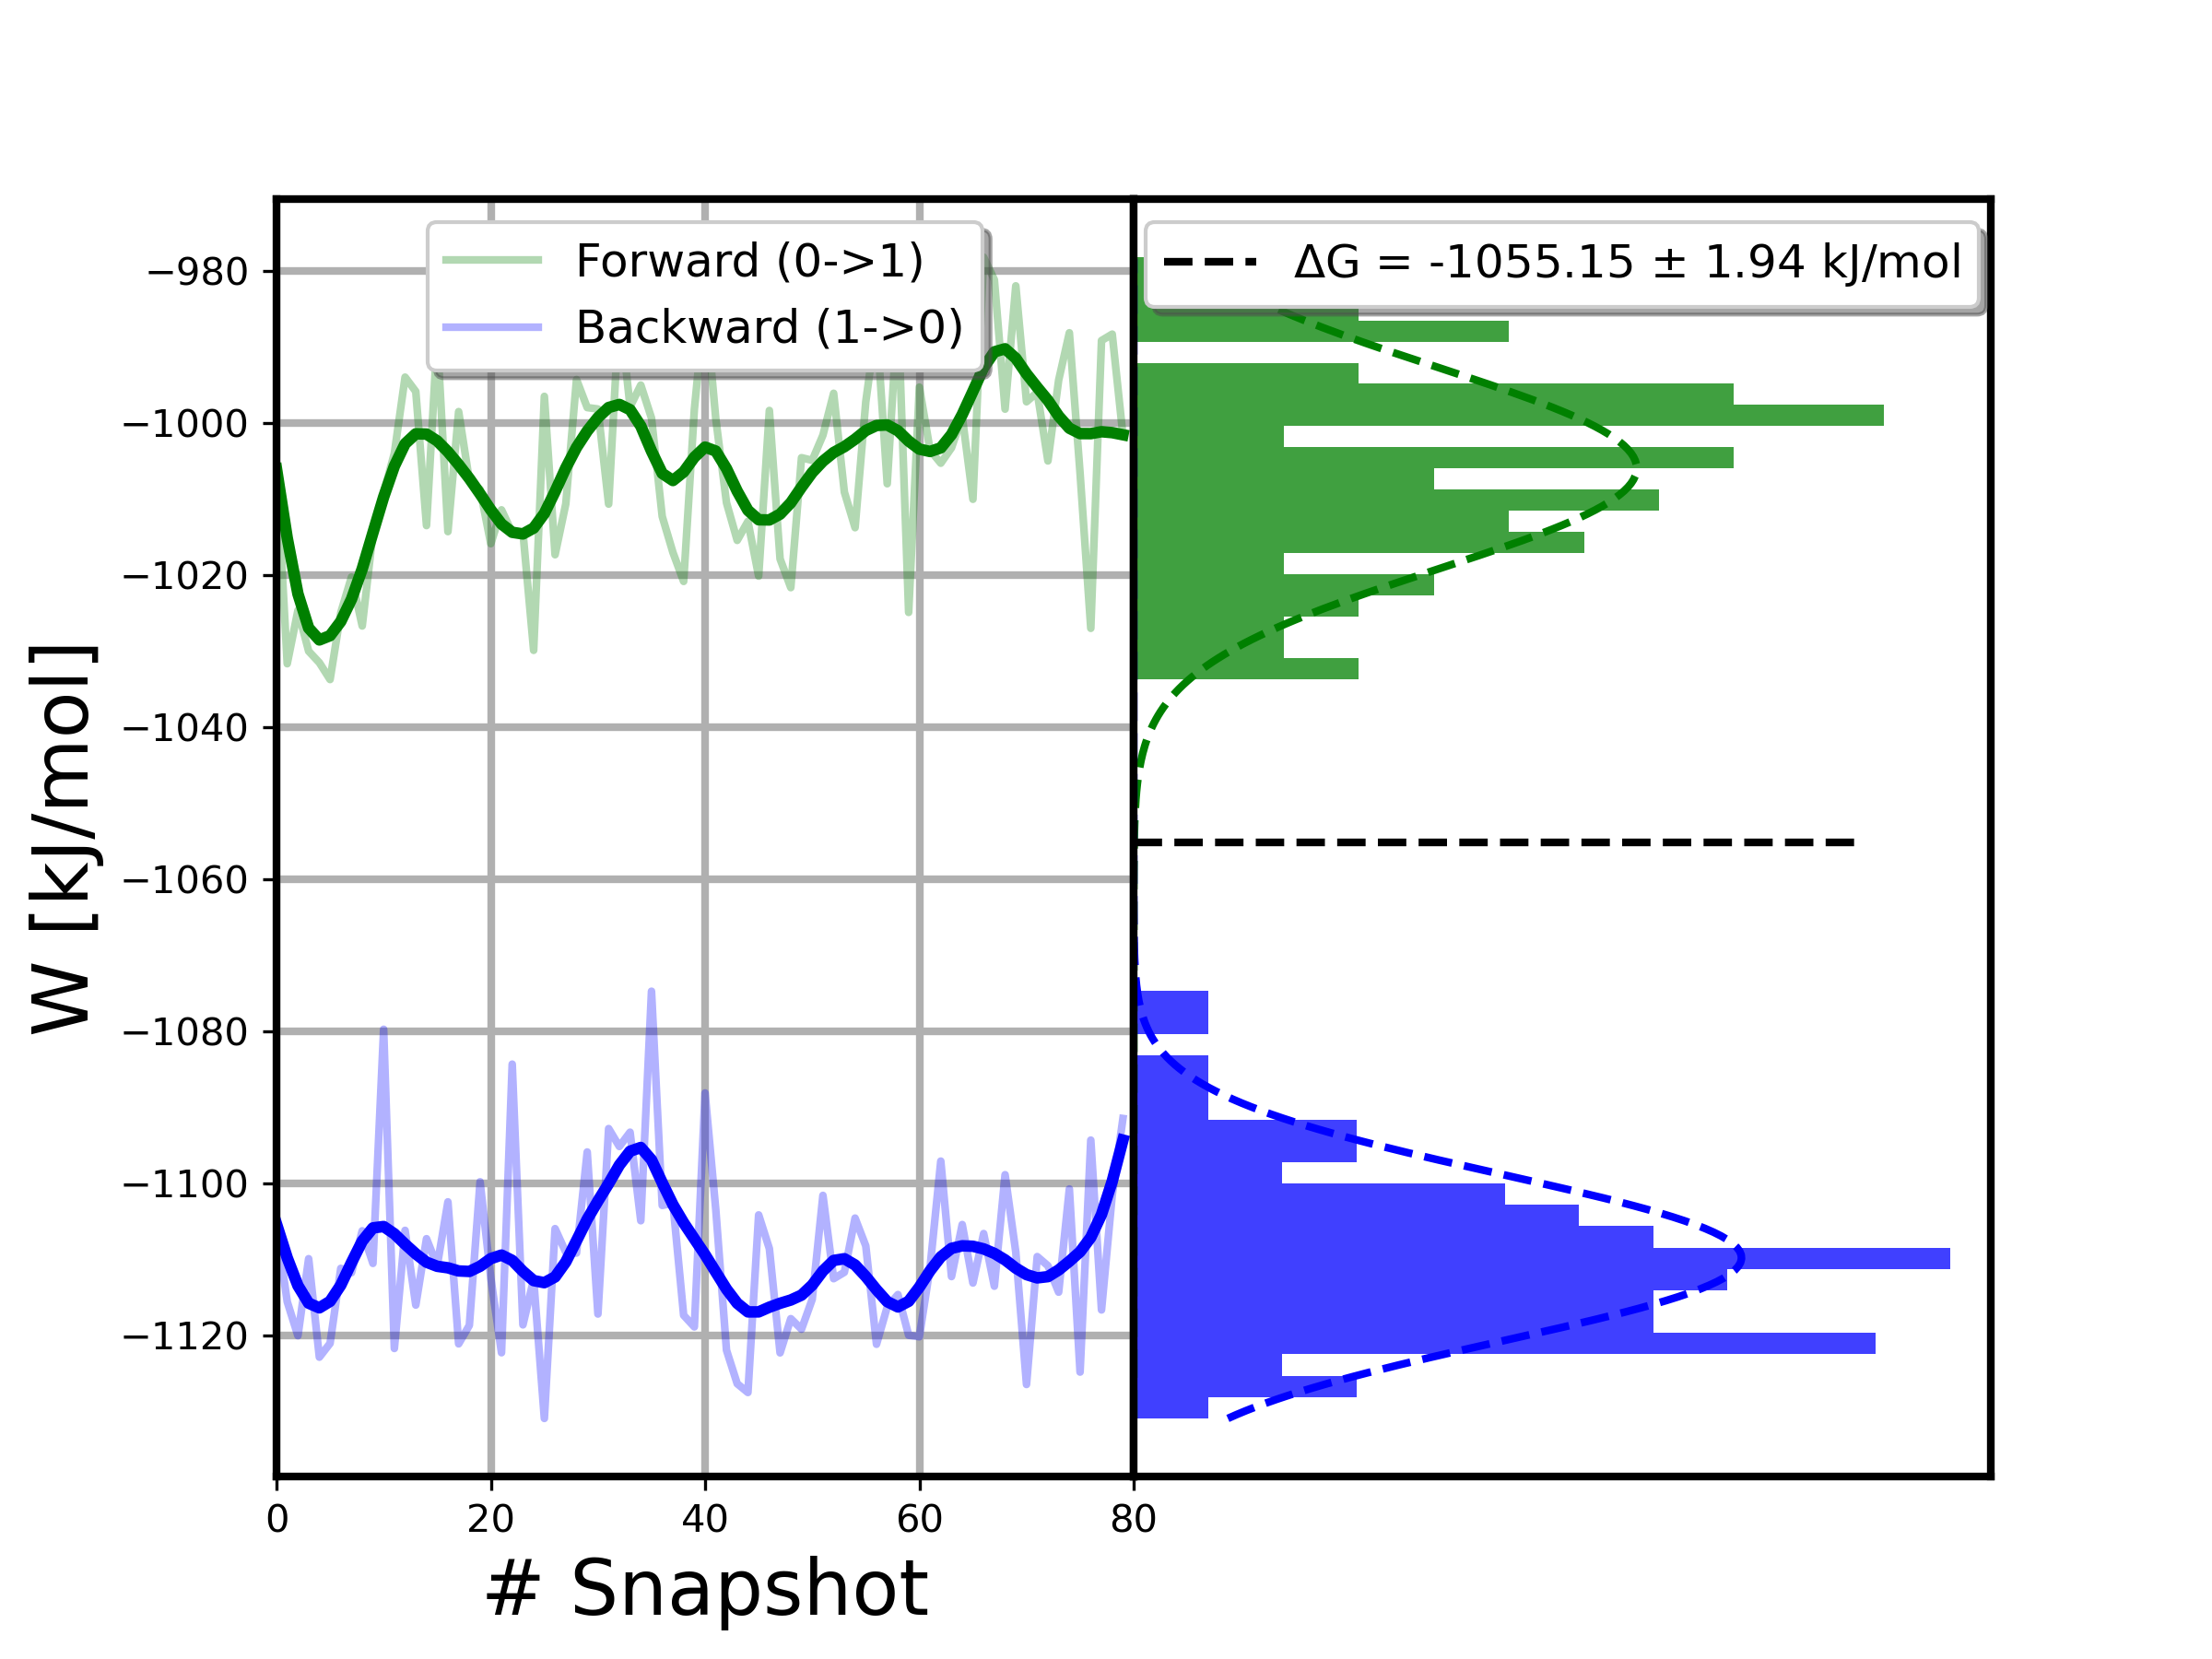 Forward (0->1)
Backward (1->0)
ΔG = -1055.15 ± 1.94 kJ/mol
W [kJ/mol]
−980
−1000
−1020
−1040
−1060
−1080
−1100
−1120
0 20 40 60 80
# Snapshot